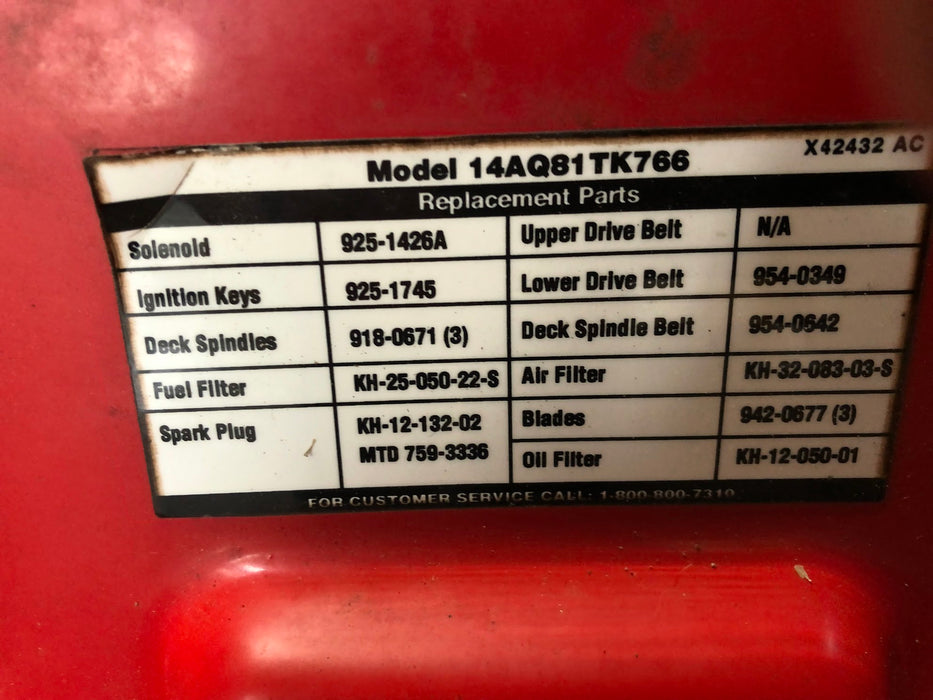 X42432 AC
Model 14AQ81TK766
Replacement Parts
Solenoid 925-1426A Upper Drive Belt N/A
Ignition Keys 925-1745 Lower Drive Belt 954-0349
Deck Spindles 918-0671 (3) Deck Spindle Belt 954-0642
Fuel Filter KH-25-050-22-S Air Filter KH-32-083-03-S
Spark Plug KH-12-132-02 Blades 942-0677 (3)
MTD 759-3336 Oil Filter KH-12-050-01
FOR CUSTOMER SERVICE CALL: 1-800-800-7310